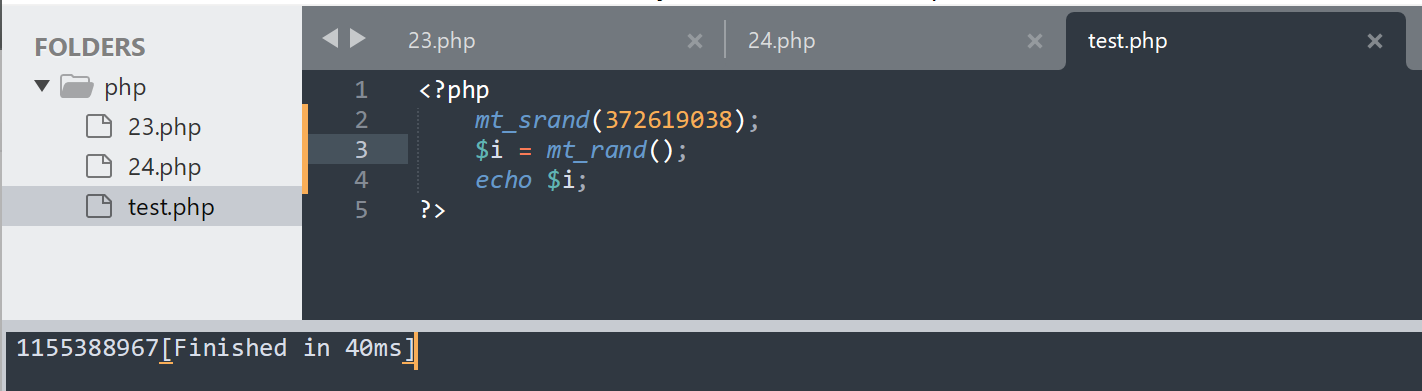 FOLDERS
php
23.php
24.php
test.php
23.php × 24.php × test.php ×
1 <?php
2 mt_srand(372619038);
3 $i = mt_rand();
4 echo $i;
5 ?>
1155388967[Finished in 40ms]